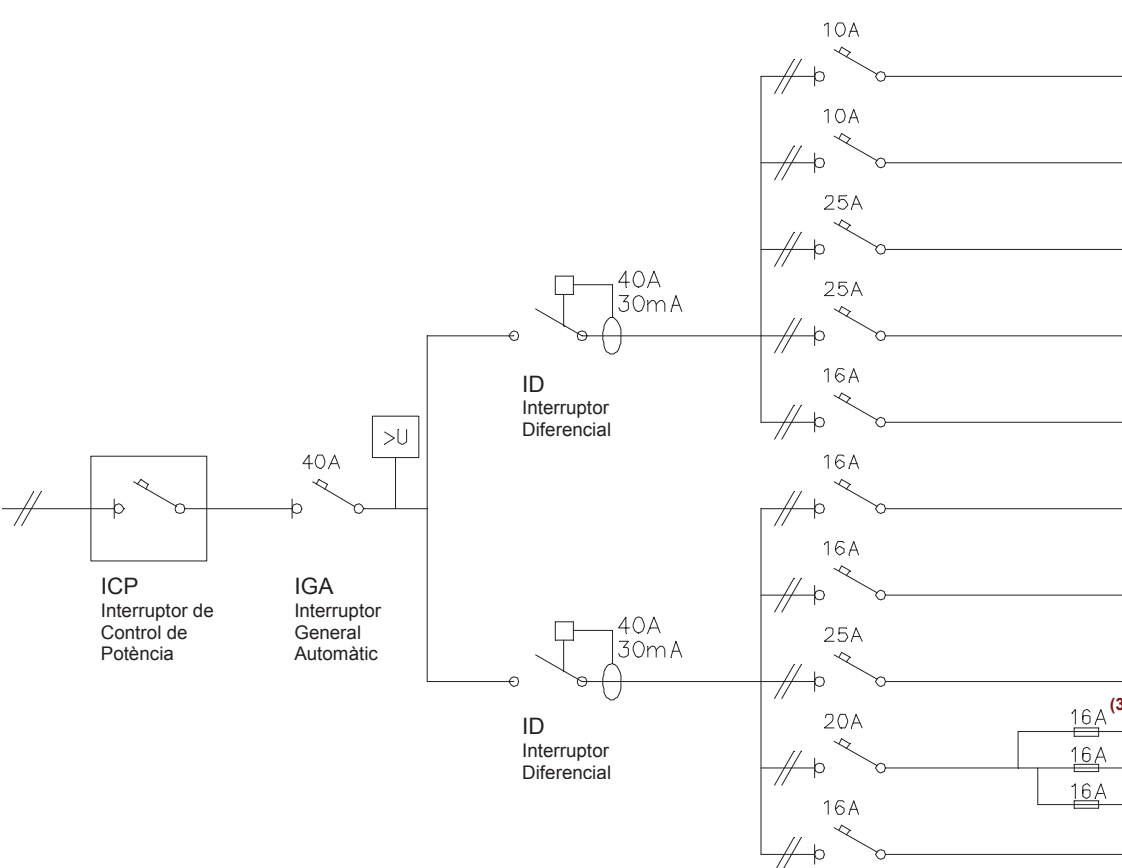 10A
10A
25A
25A
16A
40A
30mA
ID
Interruptor
Diferencial
>U
40A
ICP
Interruptor de
Control de
Potència
IGA
Interruptor
General
Automàtic
40A
30mA
ID
Interruptor
Diferencial
16A
16A
25A
20A
16A
(3
16A
16A
16A